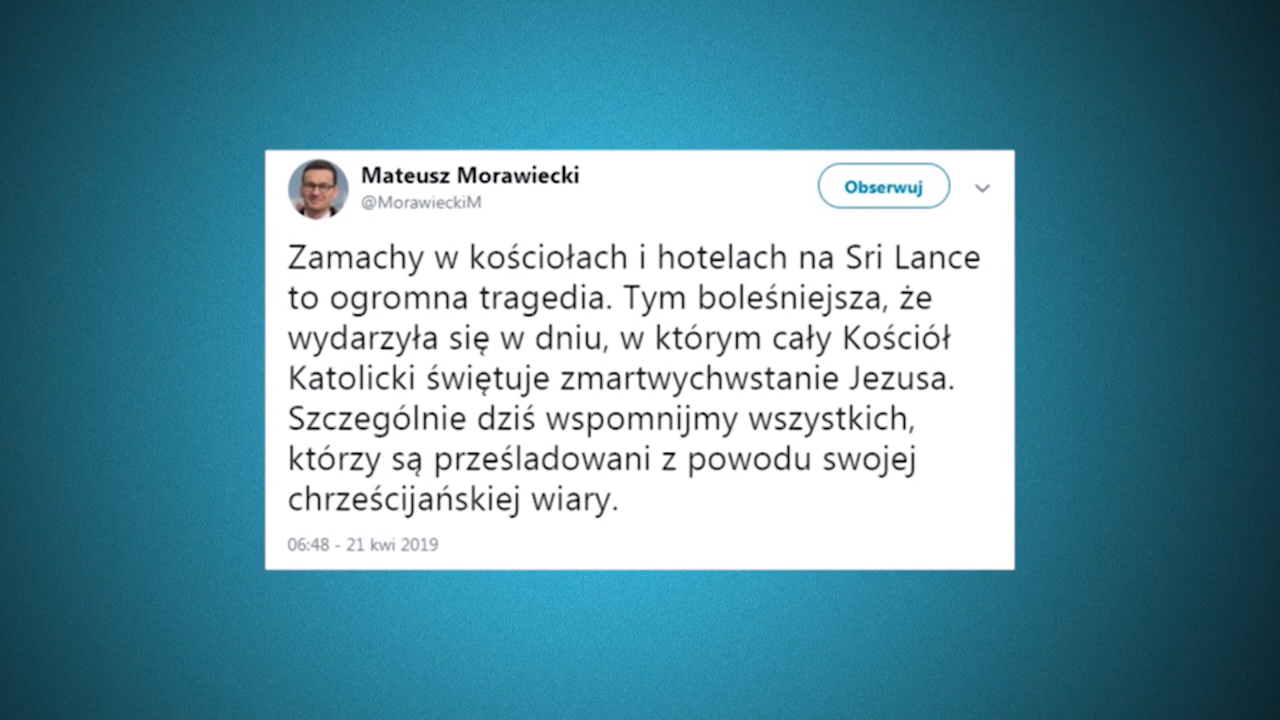 Mateusz Morawiecki
@MorawieckiM
Obserwuj
Zamachy w kościołach i hotelach na Sri Lance
to ogromna tragedia. Tym boleśniejsza, że
wydarzyła się w dniu, w którym cały Kościół
Katolicki świętuje zmartwychwstanie Jezusa.
Szczególnie dziś wspomnijmy wszystkich,
którzy są prześladowani z powodu swojej
chrześcijańskiej wiary.
06:48 - 21 kwi 2019